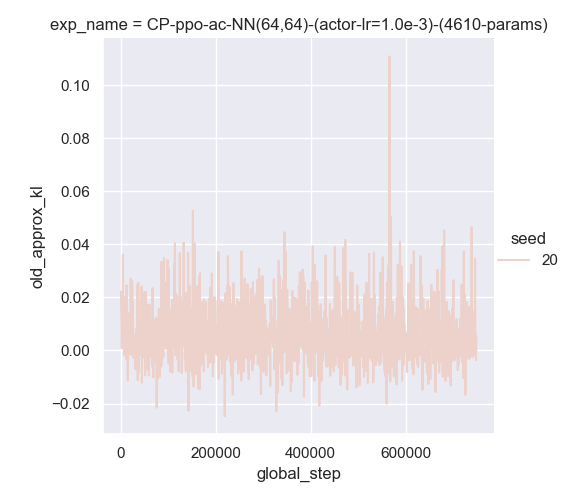 exp_name = CP-ppo-ac-NN(64,64)-(actor-lr=1.0e-3)-(4610-params)
0.10
0.08
0.06
0.04
0.02
0.00
−0.02
old_approx_kl
0 200000 400000 600000
global_step
seed
20